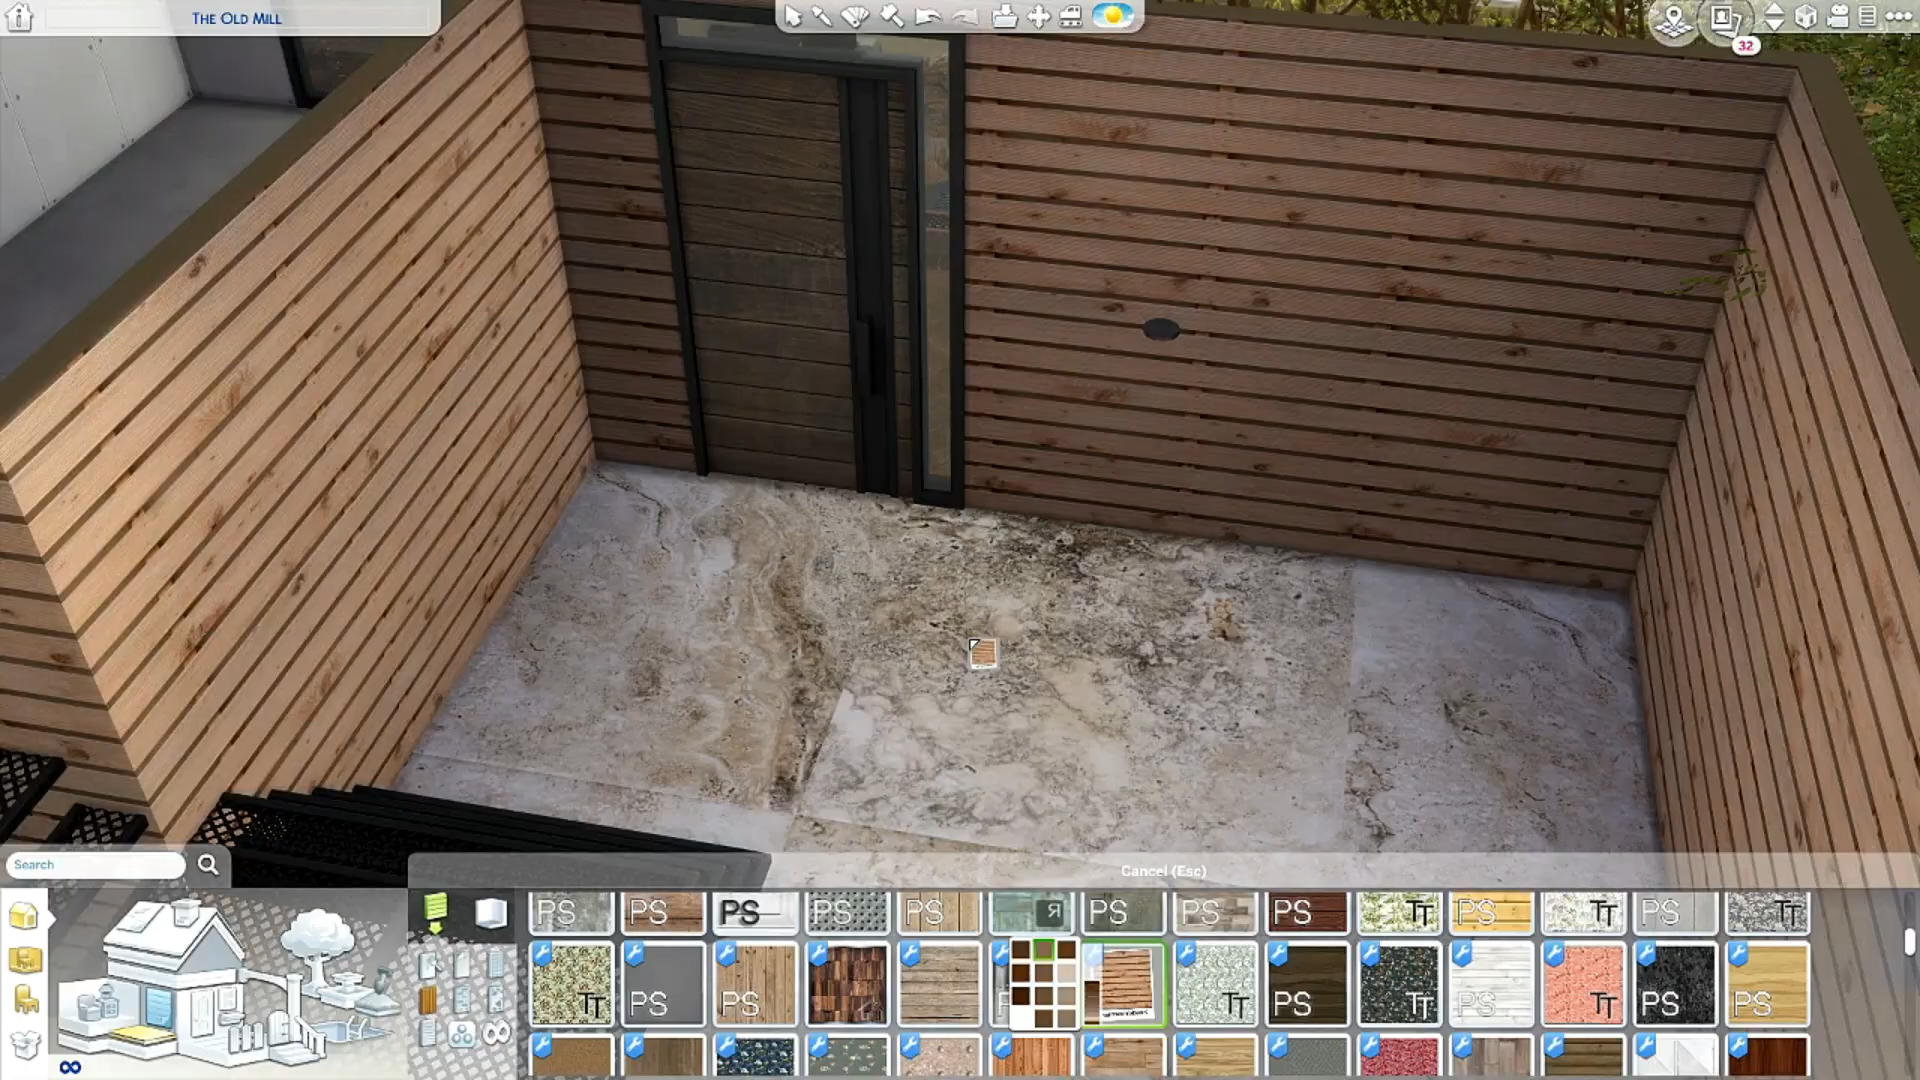 THE OLD MILL
32
Search
Cancel (Esc)
PS PS PS PS PS Я PS PS PS TT PS TT PS TT
TT PS PS TT PS TT PS TT PS PS